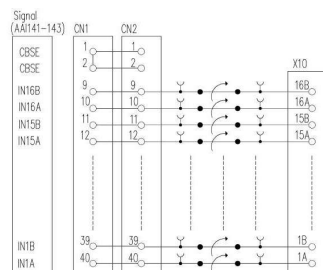 Signal
(AAI141-143) CN1 CN2
CBSE 1 1
CBSE 2 2
X10
IN16B 9 9 16B
IN16A 10 10 16A
IN15B 11 11 15B
IN15A 12 12 15A
IN1B 39 39 1B
IN1A 40 40 1A